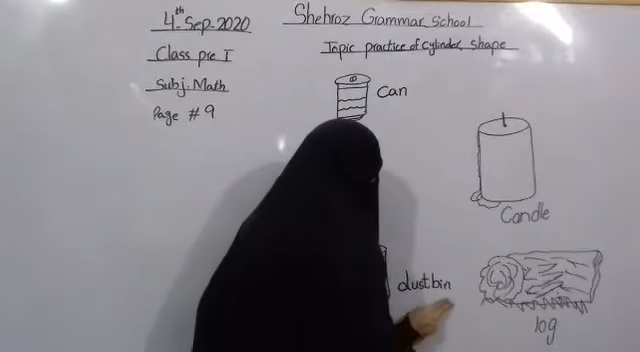 4th Sep-2020
Shehroz Grammar School
Class pre I
Topic practice of cylinder shape
Subj. Math
Page # 9
Can
Candle
dustbin
log